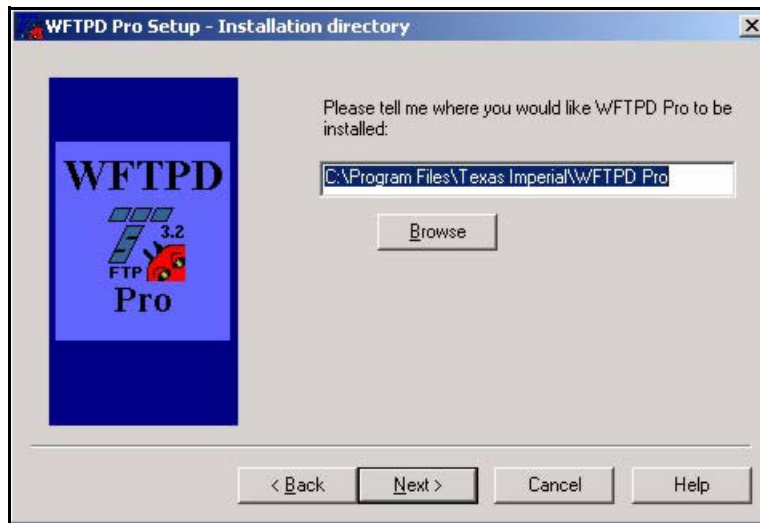 WFTPD Pro Setup - Installation directory
WFTPD
3.2
FTP
Pro
Please tell me where you would like WFTPD Pro to be
installed:
C:\Program Files\Texas Imperial\WFTPD Pro
Browse
< Back
Next >
Cancel
Help